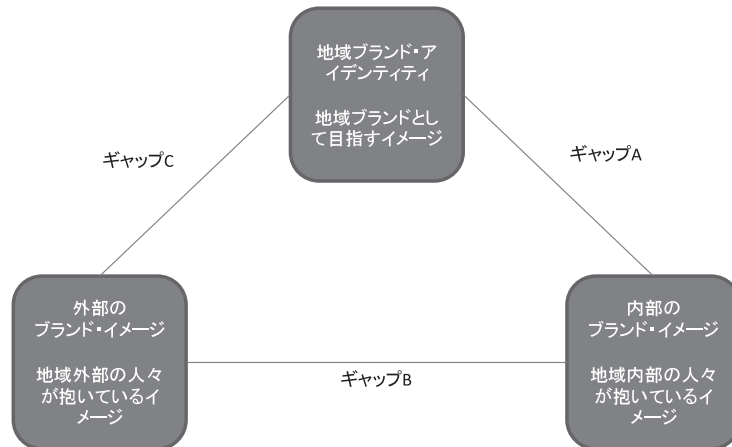 地域ブランド・ア
イデンティティ
地域ブランドとし
て目指すイメージ
ギャップC
ギャップA
外部の
ブランド・イメージ
地域外部の人々
が抱いているイ
メージ
ギャップB
内部の
ブランド・イメージ
地域内部の人々
が抱いているイ
メージ